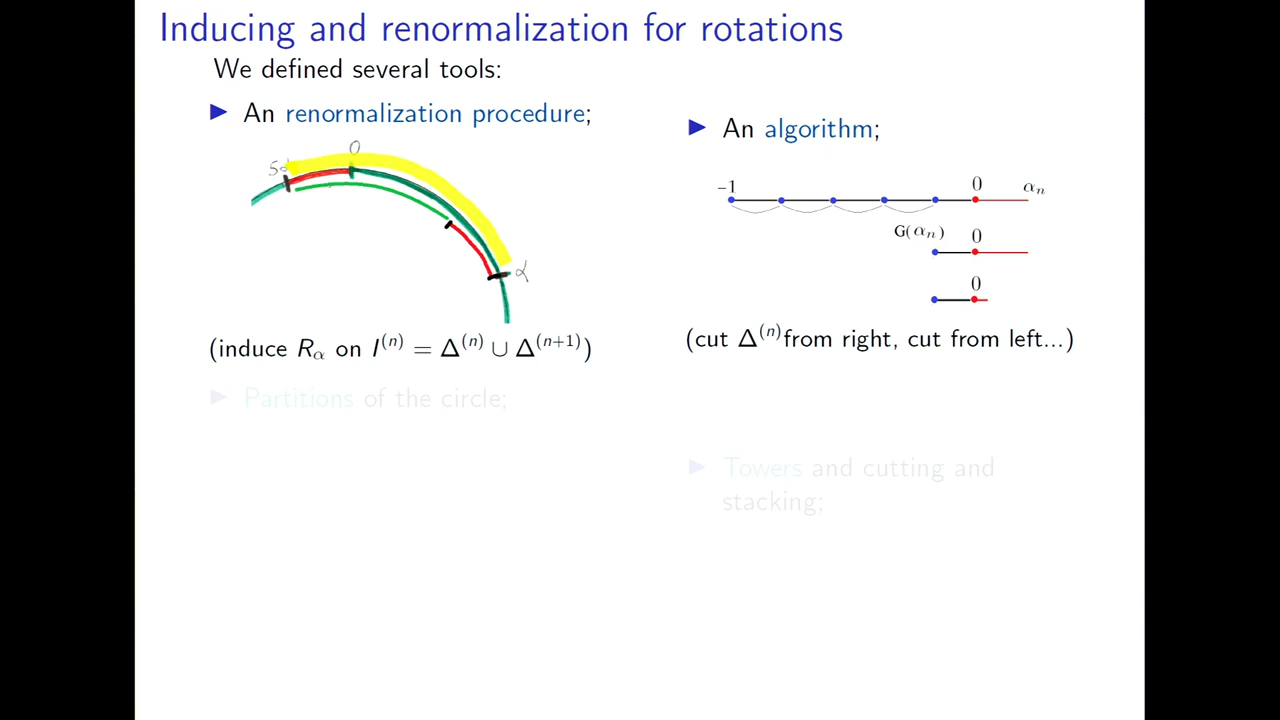 Inducing and renormalization for rotations
We defined several tools:
▶ An renormalization procedure;
0
5α
α
(induce Rα on I⁽ⁿ⁾ = Δ⁽ⁿ⁾ ∪ Δ⁽ⁿ⁺¹⁾)
▶ Partitions of the circle;
▶ An algorithm;
−1 0 αₙ
G(αₙ) 0
0
(cut Δ⁽ⁿ⁾from right, cut from left...)
▶ Towers and cutting and
stacking;